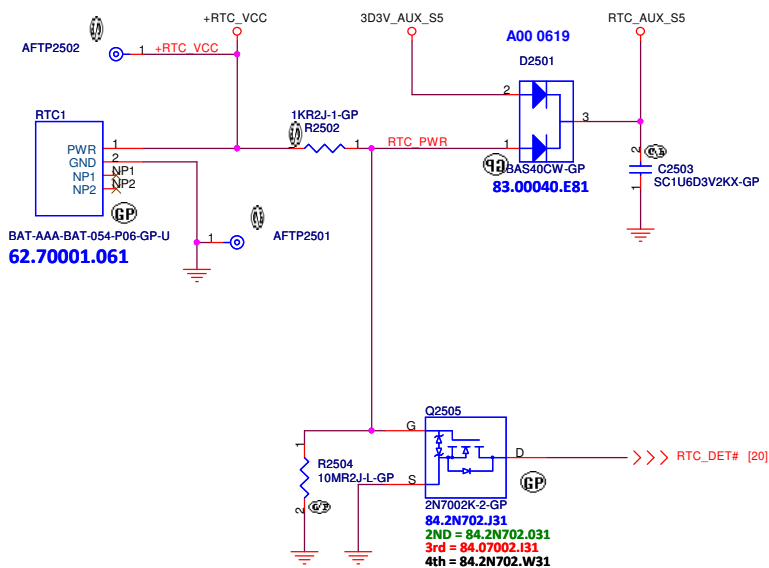 +RTC_VCC
3D3V_AUX_S5
RTC_AUX_S5
A00 0619
AFTP2502
1
+RTC_VCC
D2501
RTC1
2
3
1KR2J-1-GP
R2502
PWR
1
1
RTC_PWR
1
2
GND
2
NP1
NP1
NP2
NP2
GP
BAS40CW-GP
C2503
83.00040.E81
1
SC1U6D3V2KX-GP
GP
BAT-AAA-BAT-054-P06-GP-U
1
AFTP2501
62.70001.061
Q2505
G
1
D
RTC_DET# [20]
R2504
10MR2J-L-GP
S
GP
2
2N7002K-2-GP
84.2N702.J31
2ND = 84.2N702.031
3rd = 84.07002.I31
4th = 84.2N702.W31